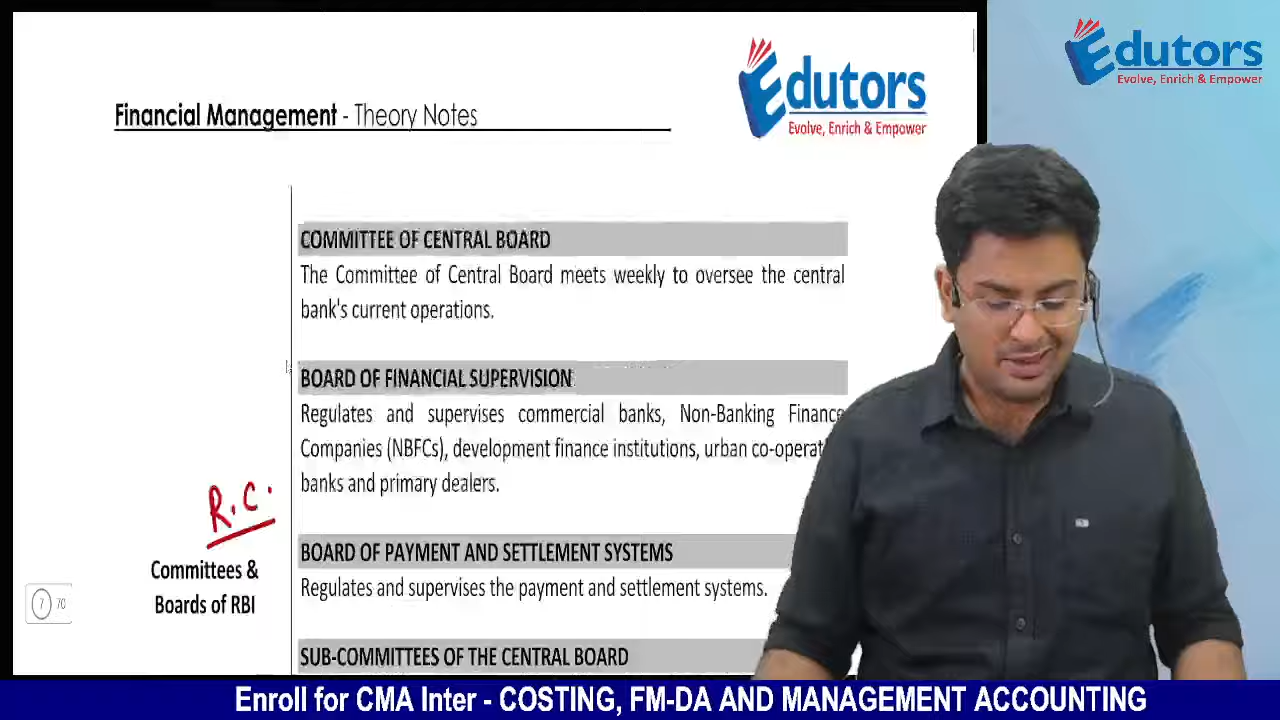 Edutors
Evolve, Enrich & Empower
Edutors
Evolve, Enrich & Empower
Financial Management - Theory Notes
COMMITTEE OF CENTRAL BOARD
The Committee of Central Board meets weekly to oversee the central
bank's current operations.
BOARD OF FINANCIAL SUPERVISION
Regulates and supervises commercial banks, Non-Banking Finance
Companies (NBFCs), development finance institutions, urban
banks and primary dealers.
R.C.
Committees &
Boards of RBI
BOARD OF PAYMENT AND SETTLEMENT SYSTEMS
Regulates and supervises the payment and settlement systems.
SUB-COMMITTEES OF THE CENTRAL BOARD
7 70
Enroll for CMA Inter - COSTING, FM-DA AND MANAGEMENT ACCOUNTING